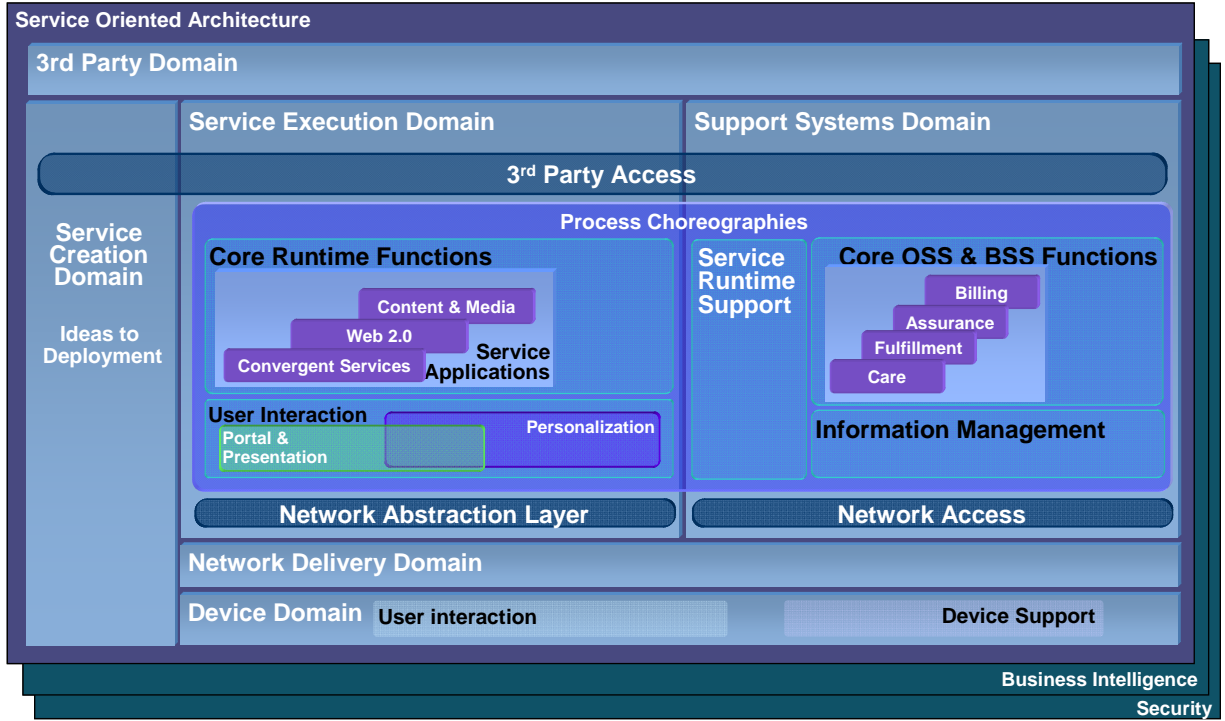 Service Oriented Architecture
3rd Party Domain
Service Execution Domain
Support Systems Domain
3rd Party Access
Service
Creation
Domain
Ideas to
Deployment
Process Choreographies
Core Runtime Functions
Content & Media
Web 2.0
Convergent Services
Service
Applications
User Interaction
Portal &
Presentation
Personalization
Service
Runtime
Support
Core OSS & BSS Functions
Billing
Assurance
Fulfillment
Care
Information Management
Network Abstraction Layer
Network Access
Network Delivery Domain
Device Domain
User interaction
Device Support
Business Intelligence
Security